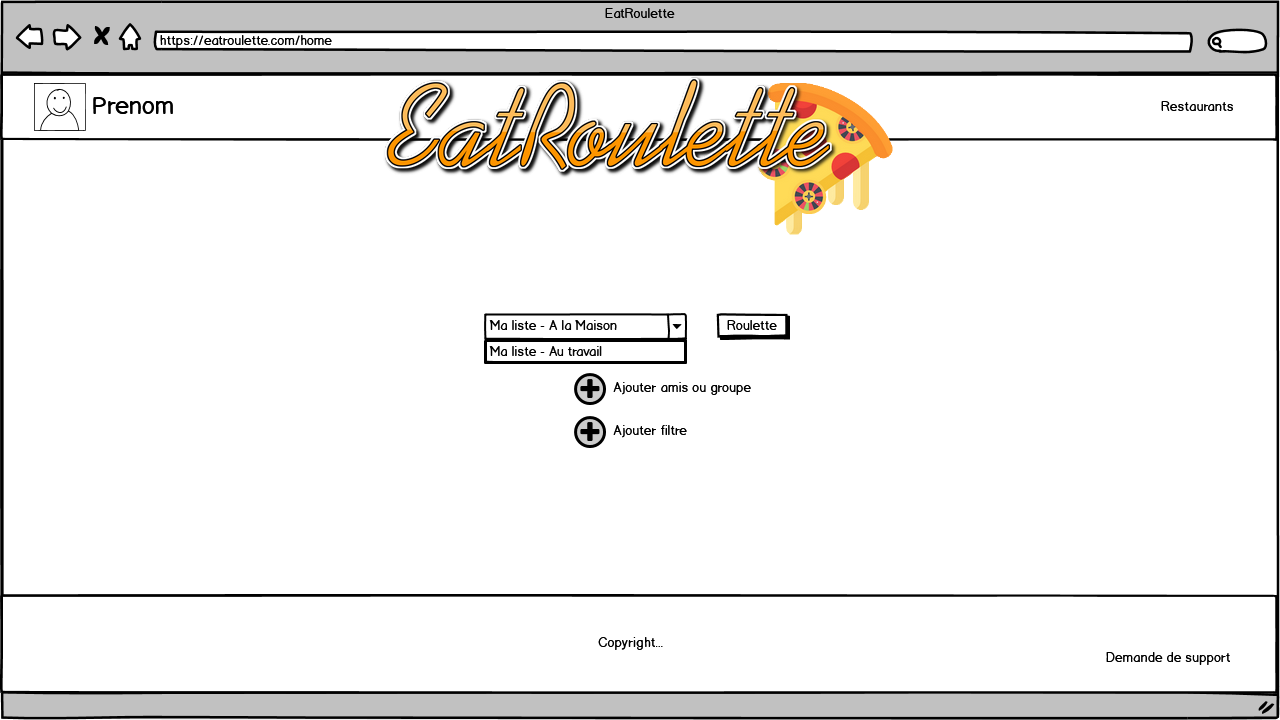 EatRoulette
https://eatroulette.com/home
Prenom
EatRoulette
Restaurants
Ma liste - A la Maison
Roulette
Ma liste - Au travail
Ajouter amis ou groupe
Ajouter filtre
Copyright...
Demande de support